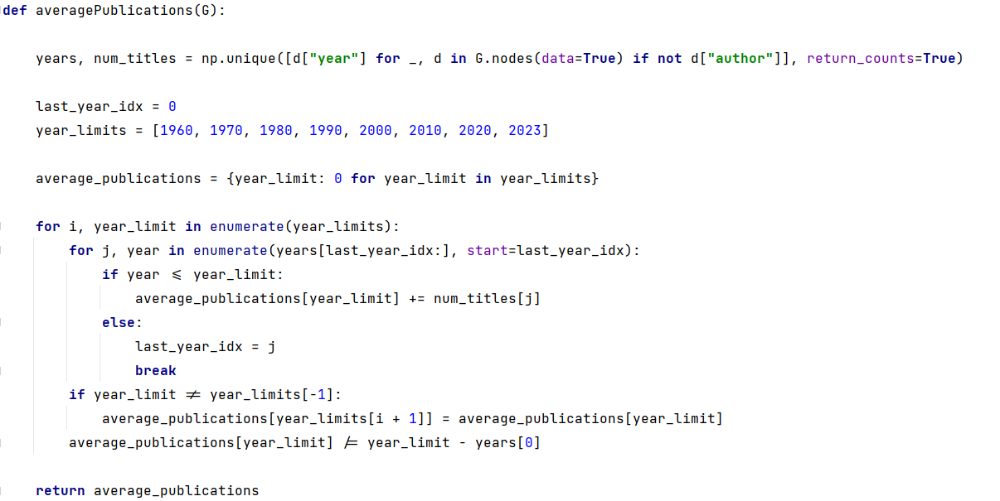 def averagePublications(G):
    years, num_titles = np.unique([d["year"] for _, d in G.nodes(data=True) if not d["author"]], return_counts=True)
    last_year_idx = 0
    year_limits = [1960, 1970, 1980, 1990, 2000, 2010, 2020, 2023]
    average_publications = {year_limit: 0 for year_limit in year_limits}
    for i, year_limit in enumerate(year_limits):
        for j, year in enumerate(years[last_year_idx:], start=last_year_idx):
            if year <= year_limit:
                average_publications[year_limit] += num_titles[j]
            else:
                last_year_idx = j
                break
        if year_limit != year_limits[-1]:
            average_publications[year_limits[i + 1]] = average_publications[year_limit]
        average_publications[year_limit] /= year_limit - years[0]
    return average_publications